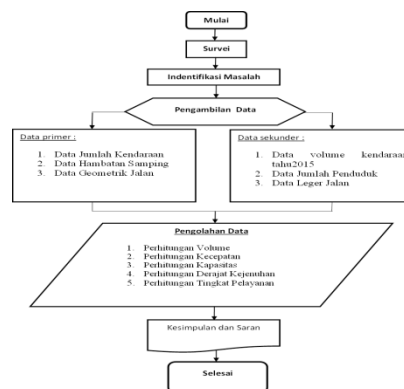 Mulai
Survei
Indentifikasi Masalah
Pengambilan Data
Data primer :
1. Data Jumlah Kendaraan
2. Data Hambatan Samping
3. Data Geometrik Jalan
Data sekunder :
1. Data volume kendaraan
tahu2015
2. Data Jumlah Penduduk
3. Data Leger Jalan
Pengolahan Data
1. Perhitungan Volume
2. Perhitungan Kecepatan
3. Perhitungan Kapasitas
4. Perhitungan Derajat Kejenuhan
5. Perhitungan Tingkat Pelayanan
Kesimpulan dan Saran
Selesai